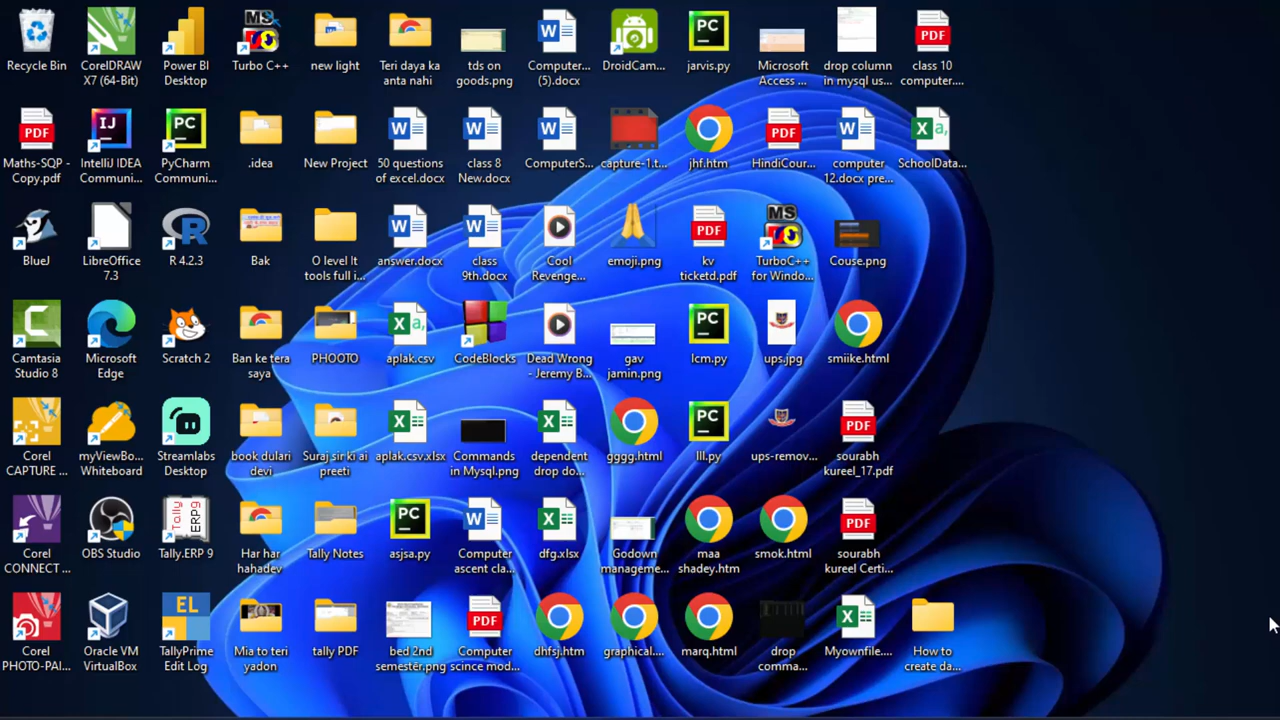 Recycle Bin
CorelDRAW
X7 (64-Bit)
Power BI
Desktop
Turbo C++
new light
Teri daya ka
anta nahi
tds on
goods.png
Computer...
(5).docx
DroidCam...
jarvis.py
Microsoft
Access ...
drop column
in mysql us...
class 10
computer....
Maths-SQP -
Copy.pdf
IntelliJ IDEA
Communi...
PyCharm
Communi...
.idea
New Project
50 questions
of excel.docx
class 8
New.docx
ComputerS...
capture-1.t...
jhf.htm
HindiCour...
computer
12.docx pre...
SchoolData...
BlueJ
LibreOffice
7.3
R 4.2.3
Bak
O level It
tools full i...
answer.docx
class
9th.docx
Cool
Revenge...
emoji.png
kv
ticketd.pdf
TurboC++
for Windo...
Couse.png
Camtasia
Studio 8
Microsoft
Edge
Scratch 2
Ban ke tera
saya
PHOOTO
aplak.csv
CodeBlocks
Dead Wrong
- Jeremy B...
gav
jamin.png
lcm.py
ups.jpg
smiike.html
Corel
CAPTURE ...
myViewBo...
Whiteboard
Streamlabs
Desktop
book dulari
devi
Suraj sir ki ai
preeti
aplak.csv.xlsx
Commands
in Mysql.png
dependent
drop do...
gggg.html
lll.py
ups-remov...
sourabh
kureel_17.pdf
Corel
CONNECT ...
OBS Studio
Tally.ERP 9
Har har
hahadev
Tally Notes
asjsa.py
Computer
ascent cla...
dfg.xlsx
Godown
manageme...
maa
shadey.htm
smok.html
sourabh
kureel Certi...
Corel
PHOTO-PAI...
Oracle VM
VirtualBox
TallyPrime
Edit Log
Mia to teri
yadon
tally PDF
bed 2nd
semester.png
Computer
scince mod...
dhfsj.htm
graphical....
marq.html
drop
comma...
Myownfile....
How to
create da...